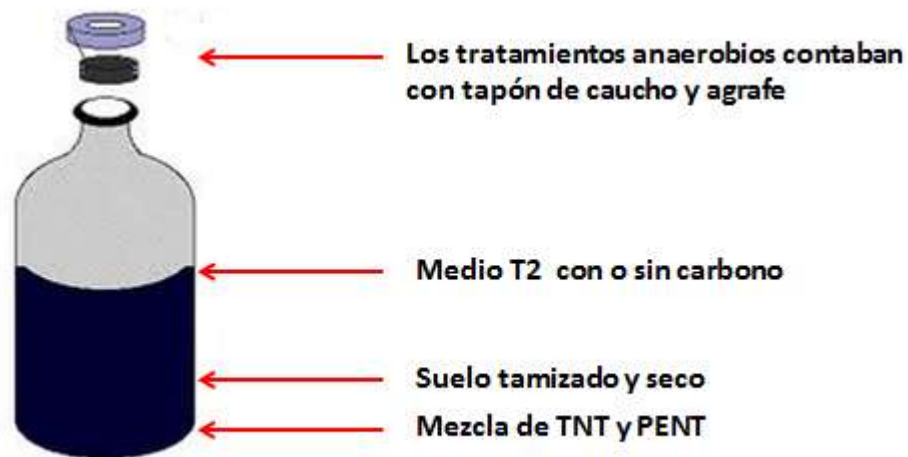 Los tratamientos anaerobios contaban
con tapón de caucho y agrafe
Medio T2 con o sin carbono
Suelo tamizado y seco
Mezcla de TNT y PENT